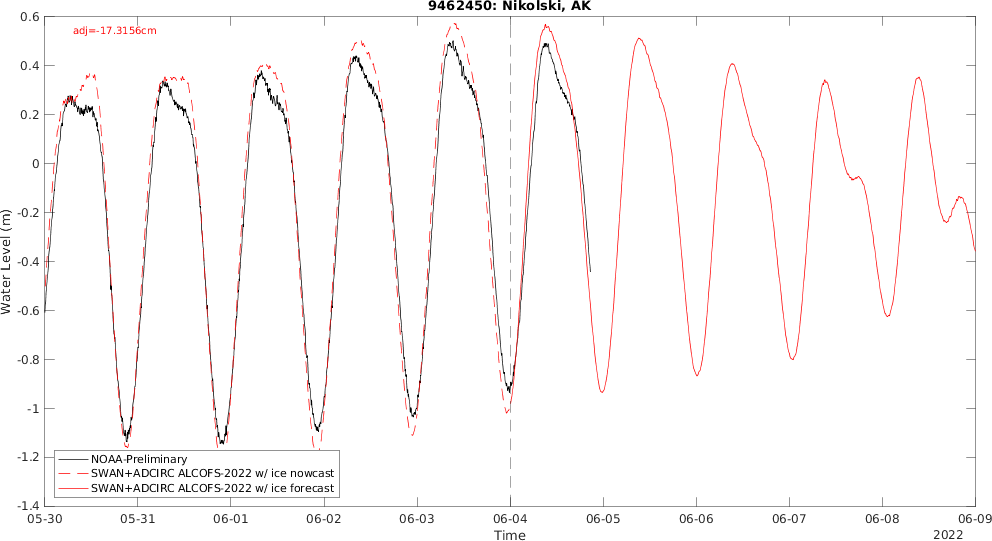 9462450: Nikolski, AK
adj=-17.3156cm
0.6
0.4
0.2
0
-0.2
-0.4
-0.6
-0.8
-1
-1.2
-1.4
Water Level (m)
NOAA-Preliminary
SWAN+ADCIRC ALCOFS-2022 w/ ice nowcast
SWAN+ADCIRC ALCOFS-2022 w/ ice forecast
05-30 05-31 06-01 06-02 06-03 06-04 06-05 06-06 06-07 06-08 06-09
Time
2022